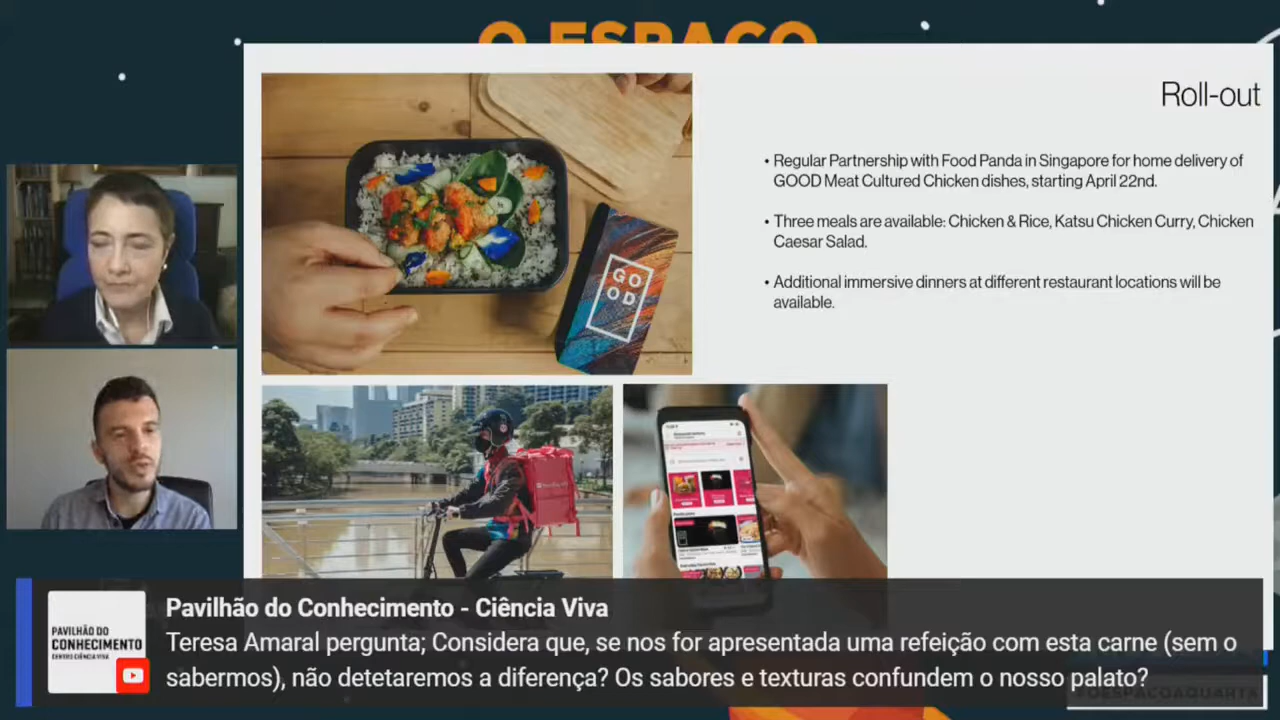 O ESPAÇO
Roll-out
• Regular Partnership with Food Panda in Singapore for home delivery of
GOOD Meat Cultured Chicken dishes, starting April 22nd.
• Three meals are available: Chicken & Rice, Katsu Chicken Curry, Chicken
Caesar Salad.
• Additional immersive dinners at different restaurant locations will be
available.
GO
OD
PAVILHÃO DO
CONHECIMENTO
CENTRO CIÊNCIA VIVA
Pavilhão do Conhecimento - Ciência Viva
Teresa Amaral pergunta; Considera que, se nos for apresentada uma refeição com esta carne (sem o
sabermos), não detetaremos a diferença? Os sabores e texturas confundem o nosso palato?
#OESPACOAQUARTA